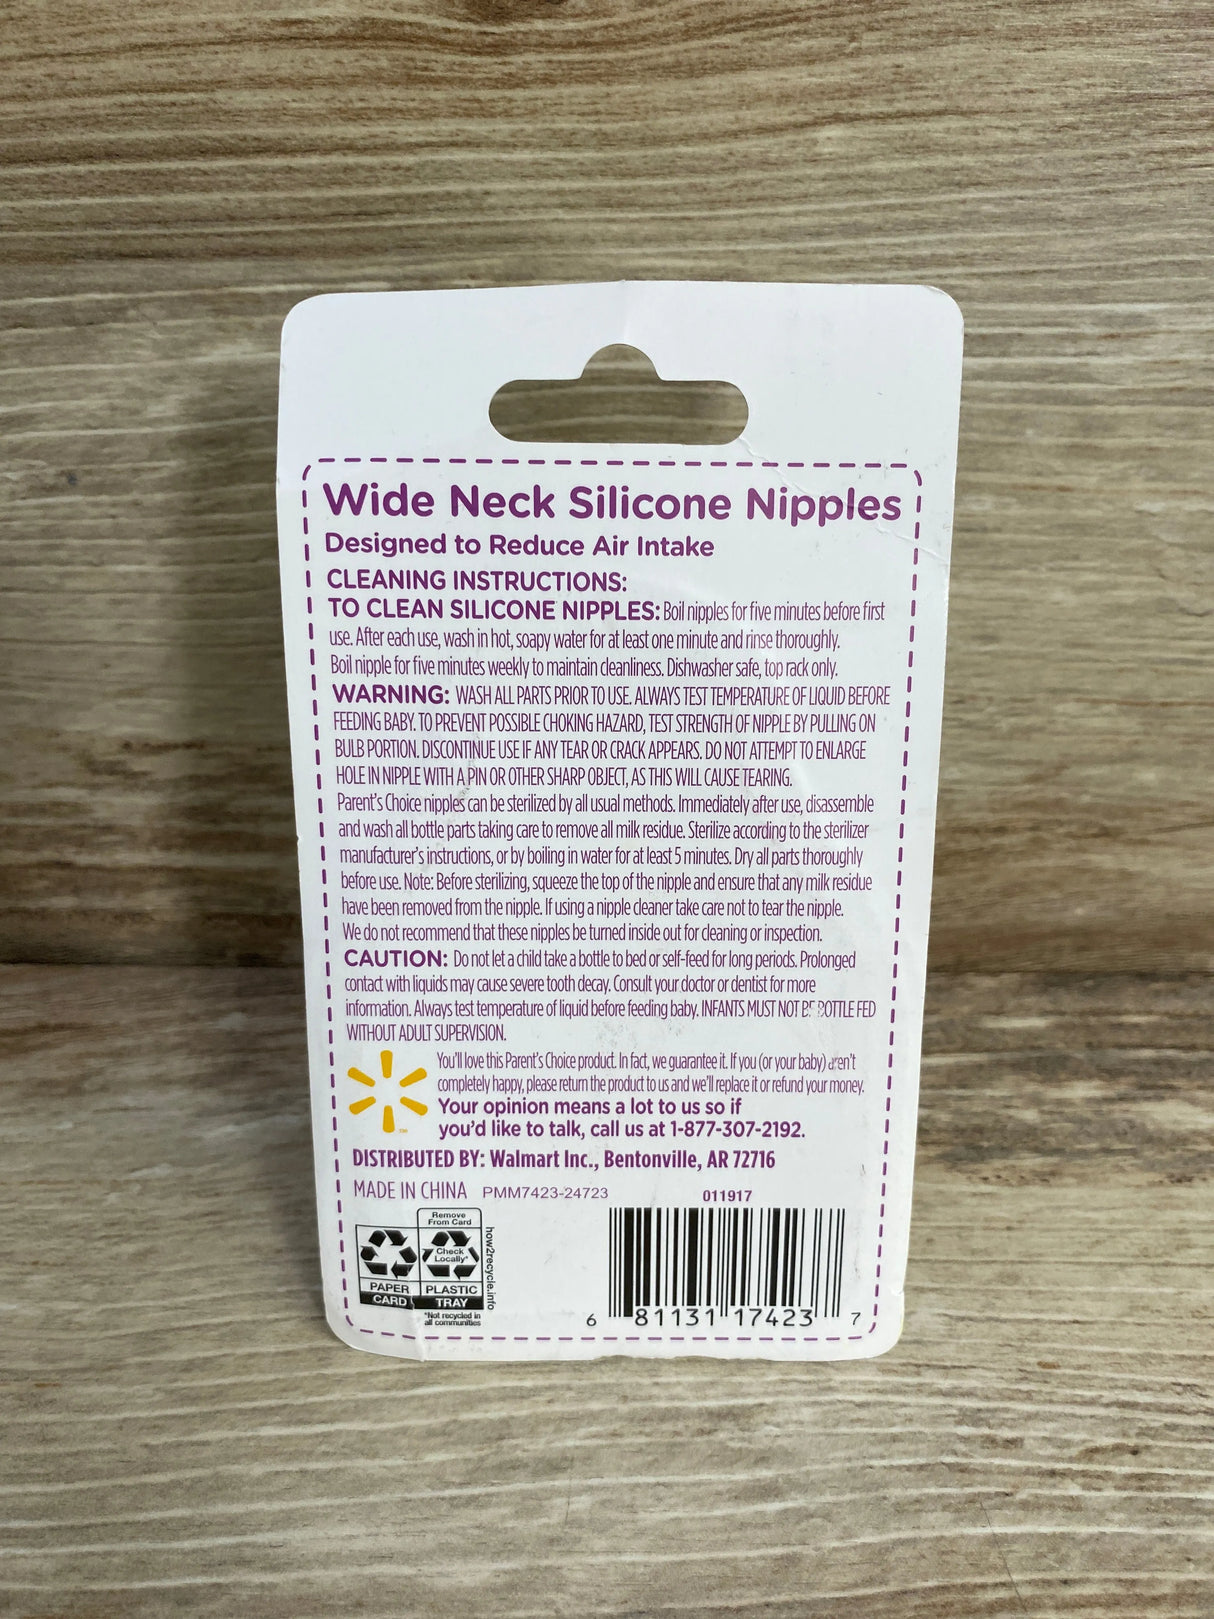 Wide Neck Silicone Nipples
Designed to Reduce Air Intake
CLEANING INSTRUCTIONS:
TO CLEAN SILICONE NIPPLES: Boil nipples for five minutes before first
use. After each use, wash in hot, soapy water for at least one minute and rinse thoroughly.
Boil nipple for five minutes weekly to maintain cleanliness. Dishwasher safe, top rack only.
WARNING: WASH ALL PARTS PRIOR TO USE. ALWAYS TEST TEMPERATURE OF LIQUID BEFORE
FEEDING BABY. TO PREVENT POSSIBLE CHOKING HAZARD, TEST STRENGTH OF NIPPLE BY PULLING ON
BULB PORTION. DISCONTINUE USE IF ANY TEAR OR CRACK APPEARS. DO NOT ATTEMPT TO ENLARGE
HOLE IN NIPPLE WITH A PIN OR OTHER SHARP OBJECT, AS THIS WILL CAUSE TEARING.
Parent's Choice nipples can be sterilized by all usual methods. Immediately after use, disassemble
and wash all bottle parts taking care to remove all milk residue. Sterilize according to the sterilizer
manufacturer's instructions, or by boiling in water for at least 5 minutes. Dry all parts thoroughly
before use. Note: Before sterilizing, squeeze the top of the nipple and ensure that any milk residue
have been removed from the nipple. If using a nipple cleaner take care not to tear the nipple.
We do not recommend that these nipples be turned inside out for cleaning or inspection.
CAUTION: Do not let a child take a bottle to bed or self-feed for long periods. Prolonged
contact with liquids may cause severe tooth decay. Consult your doctor or dentist for more
information. Always test temperature of liquid before feeding baby. INFANTS MUST NOT BE BOTTLE FED
WITHOUT ADULT SUPERVISION.
You'll love this Parent's Choice product. In fact, we guarantee it. If you (or your baby) aren't
completely happy, please return the product to us and we'll replace it or refund your money.
Your opinion means a lot to us so if
you'd like to talk, call us at 1-877-307-2192.
™
DISTRIBUTED BY: Walmart Inc., Bentonville, AR 72716
MADE IN CHINA PMM7423-24723 011917
Remove
From Card
Check
Locally*
PAPER PLASTIC
CARD TRAY
*Not recycled in
all communities
how2recycle.info
6 81131 17423 7